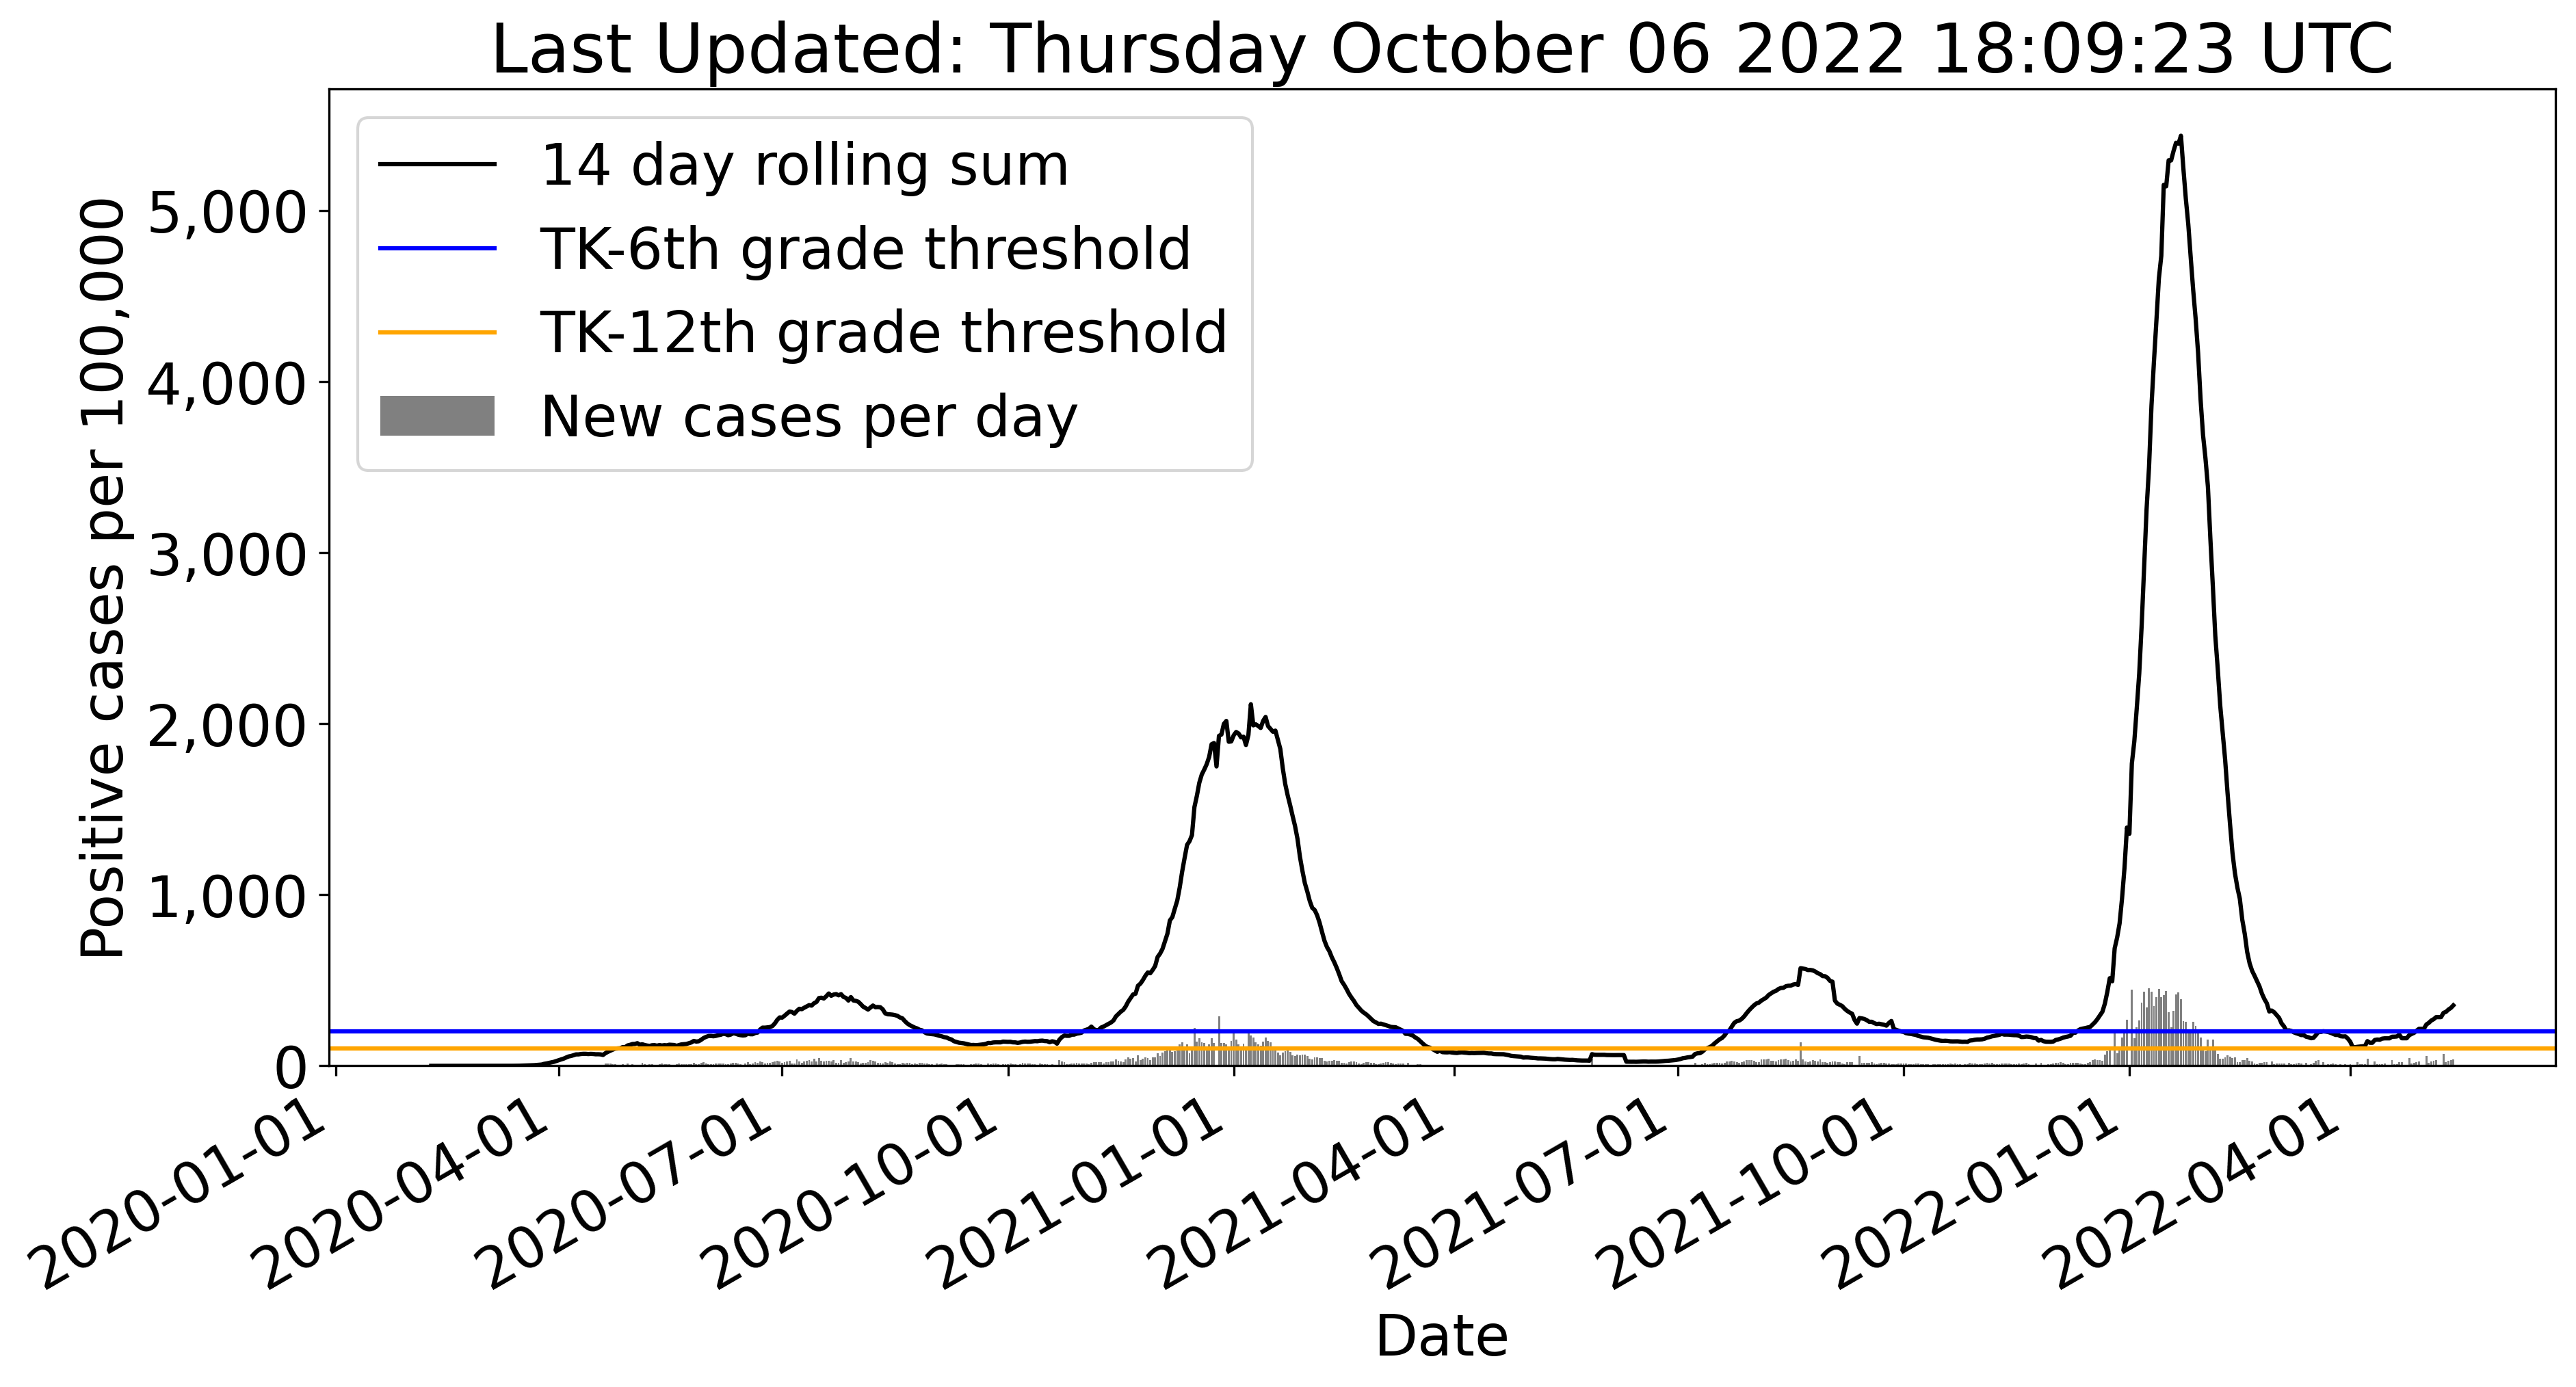 Last Updated: Thursday October 06 2022 18:09:23 UTC
14 day rolling sum
TK-6th grade threshold
TK-12th grade threshold
New cases per day
Positive cases per 100,000
5,000
4,000
3,000
2,000
1,000
0
2020-01-01
2020-04-01
2020-07-01
2020-10-01
2021-01-01
2021-04-01
2021-07-01
2021-10-01
2022-01-01
2022-04-01
Date